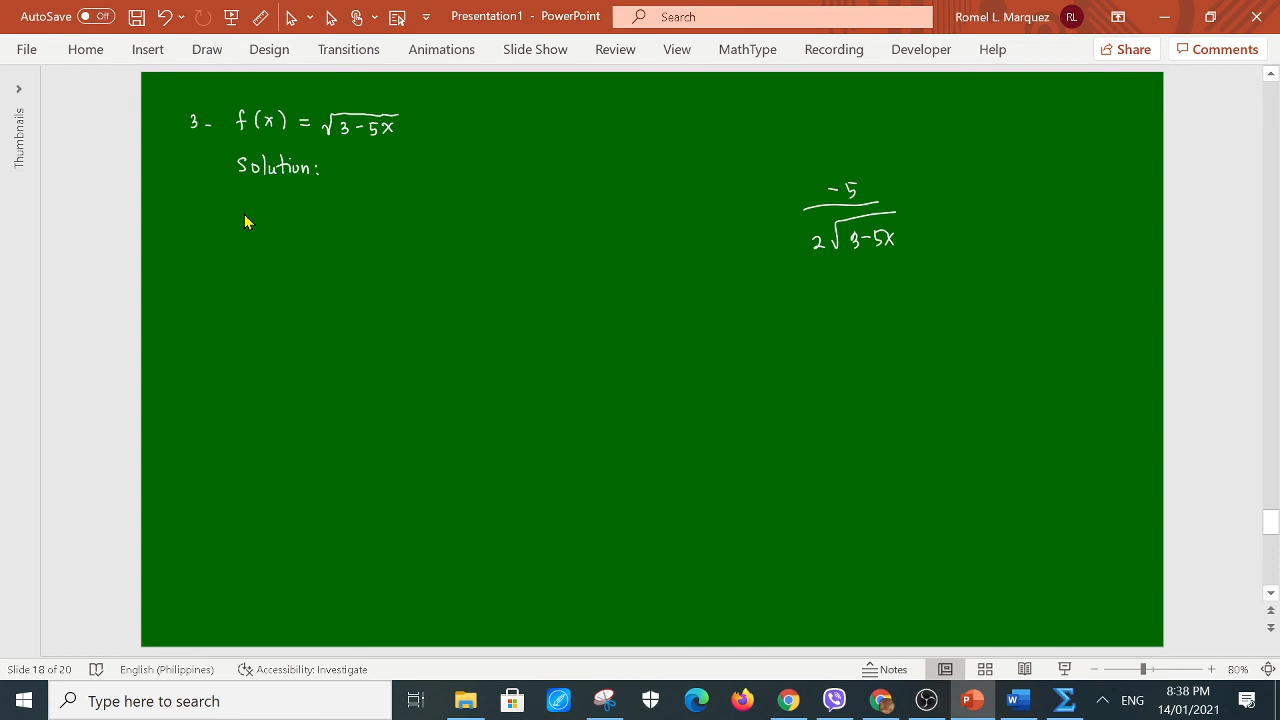 AutoSave Off Presentation1 - PowerPoint Search Romel L. Marquez RL
File Home Insert Draw Design Transitions Animations Slide Show Review View MathType Recording Developer Help Share Comments
Thumbnails
3- f(x) = √3-5x
Solution:
-5
2√3-5x
Slide 18 of 20 English (Philippines) Accessibility: Investigate Notes 80%
Type here to search ENG 8:38 PM
14/01/2021